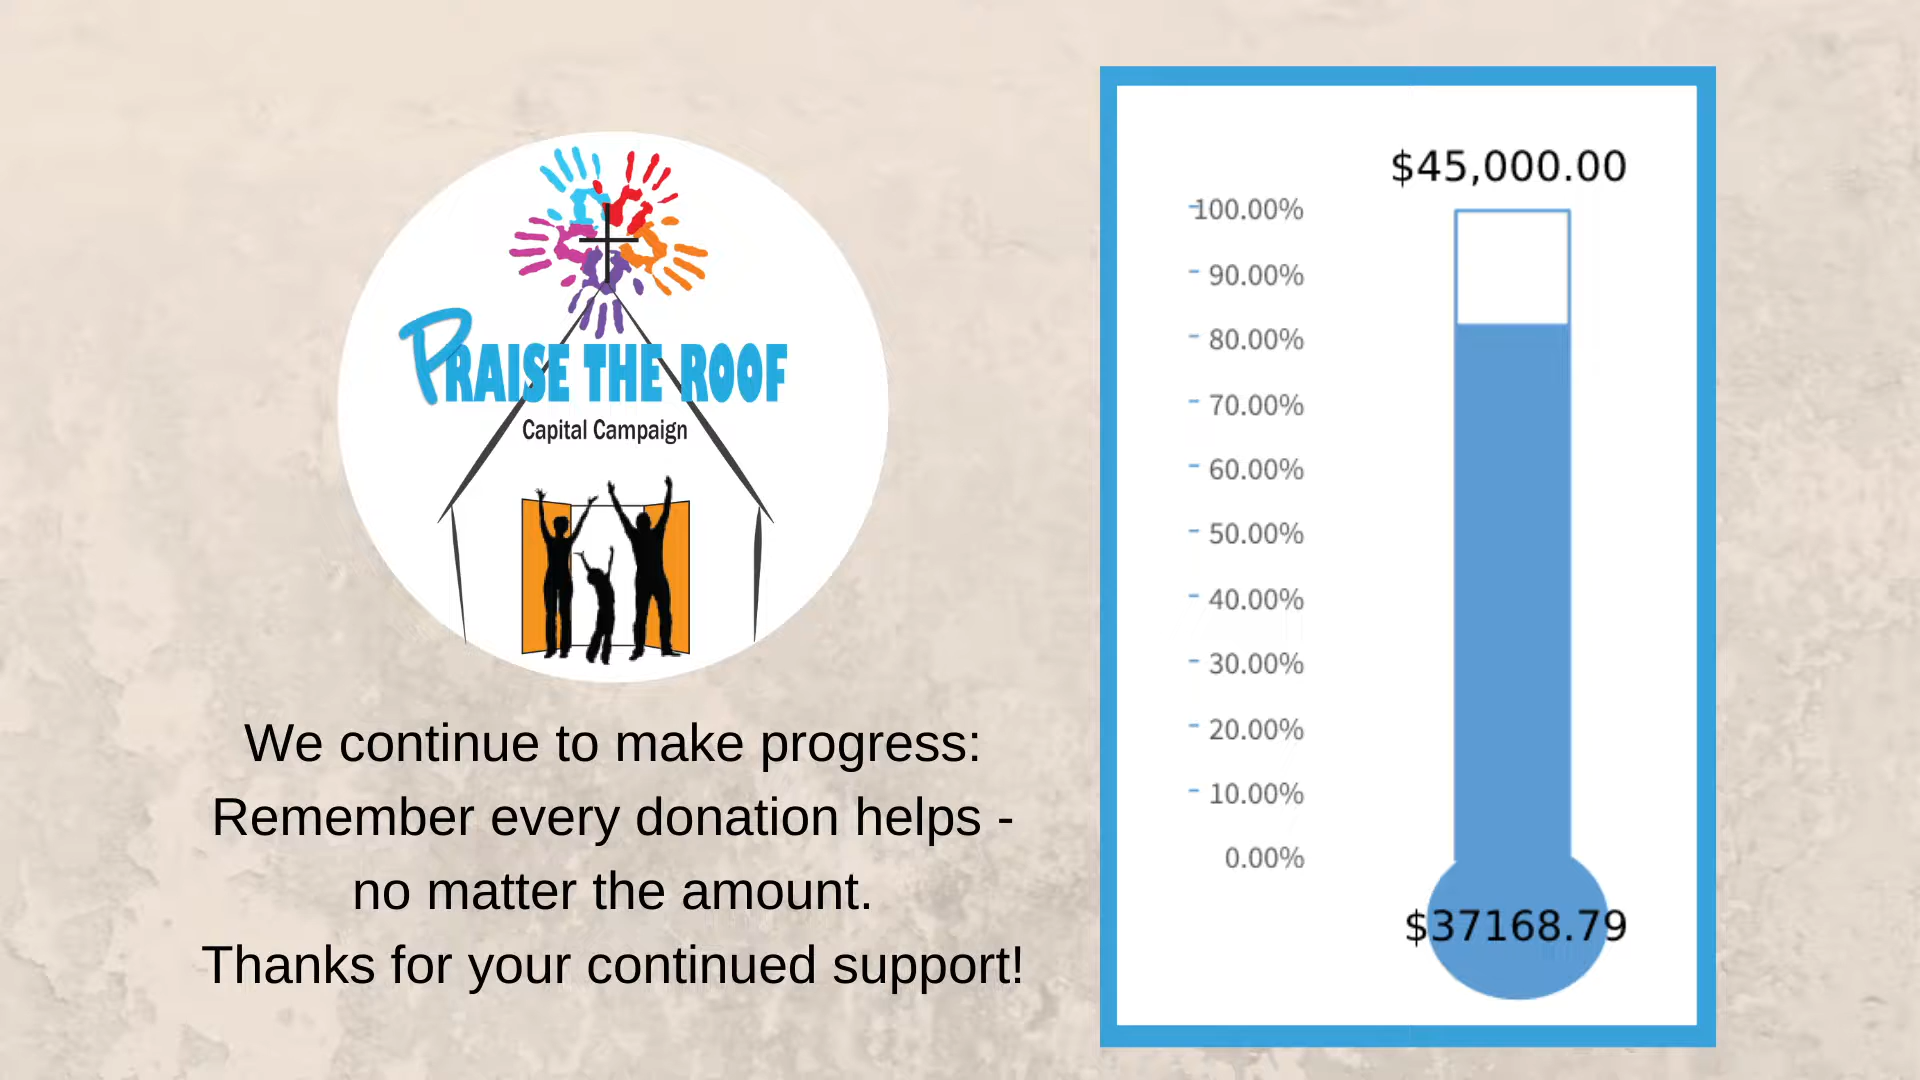 PRAISE THE ROOF
Capital Campaign
We continue to make progress:
Remember every donation helps -
no matter the amount.
Thanks for your continued support!
$45,000.00
100.00%
90.00%
80.00%
70.00%
60.00%
50.00%
40.00%
30.00%
20.00%
10.00%
0.00%
$37168.79